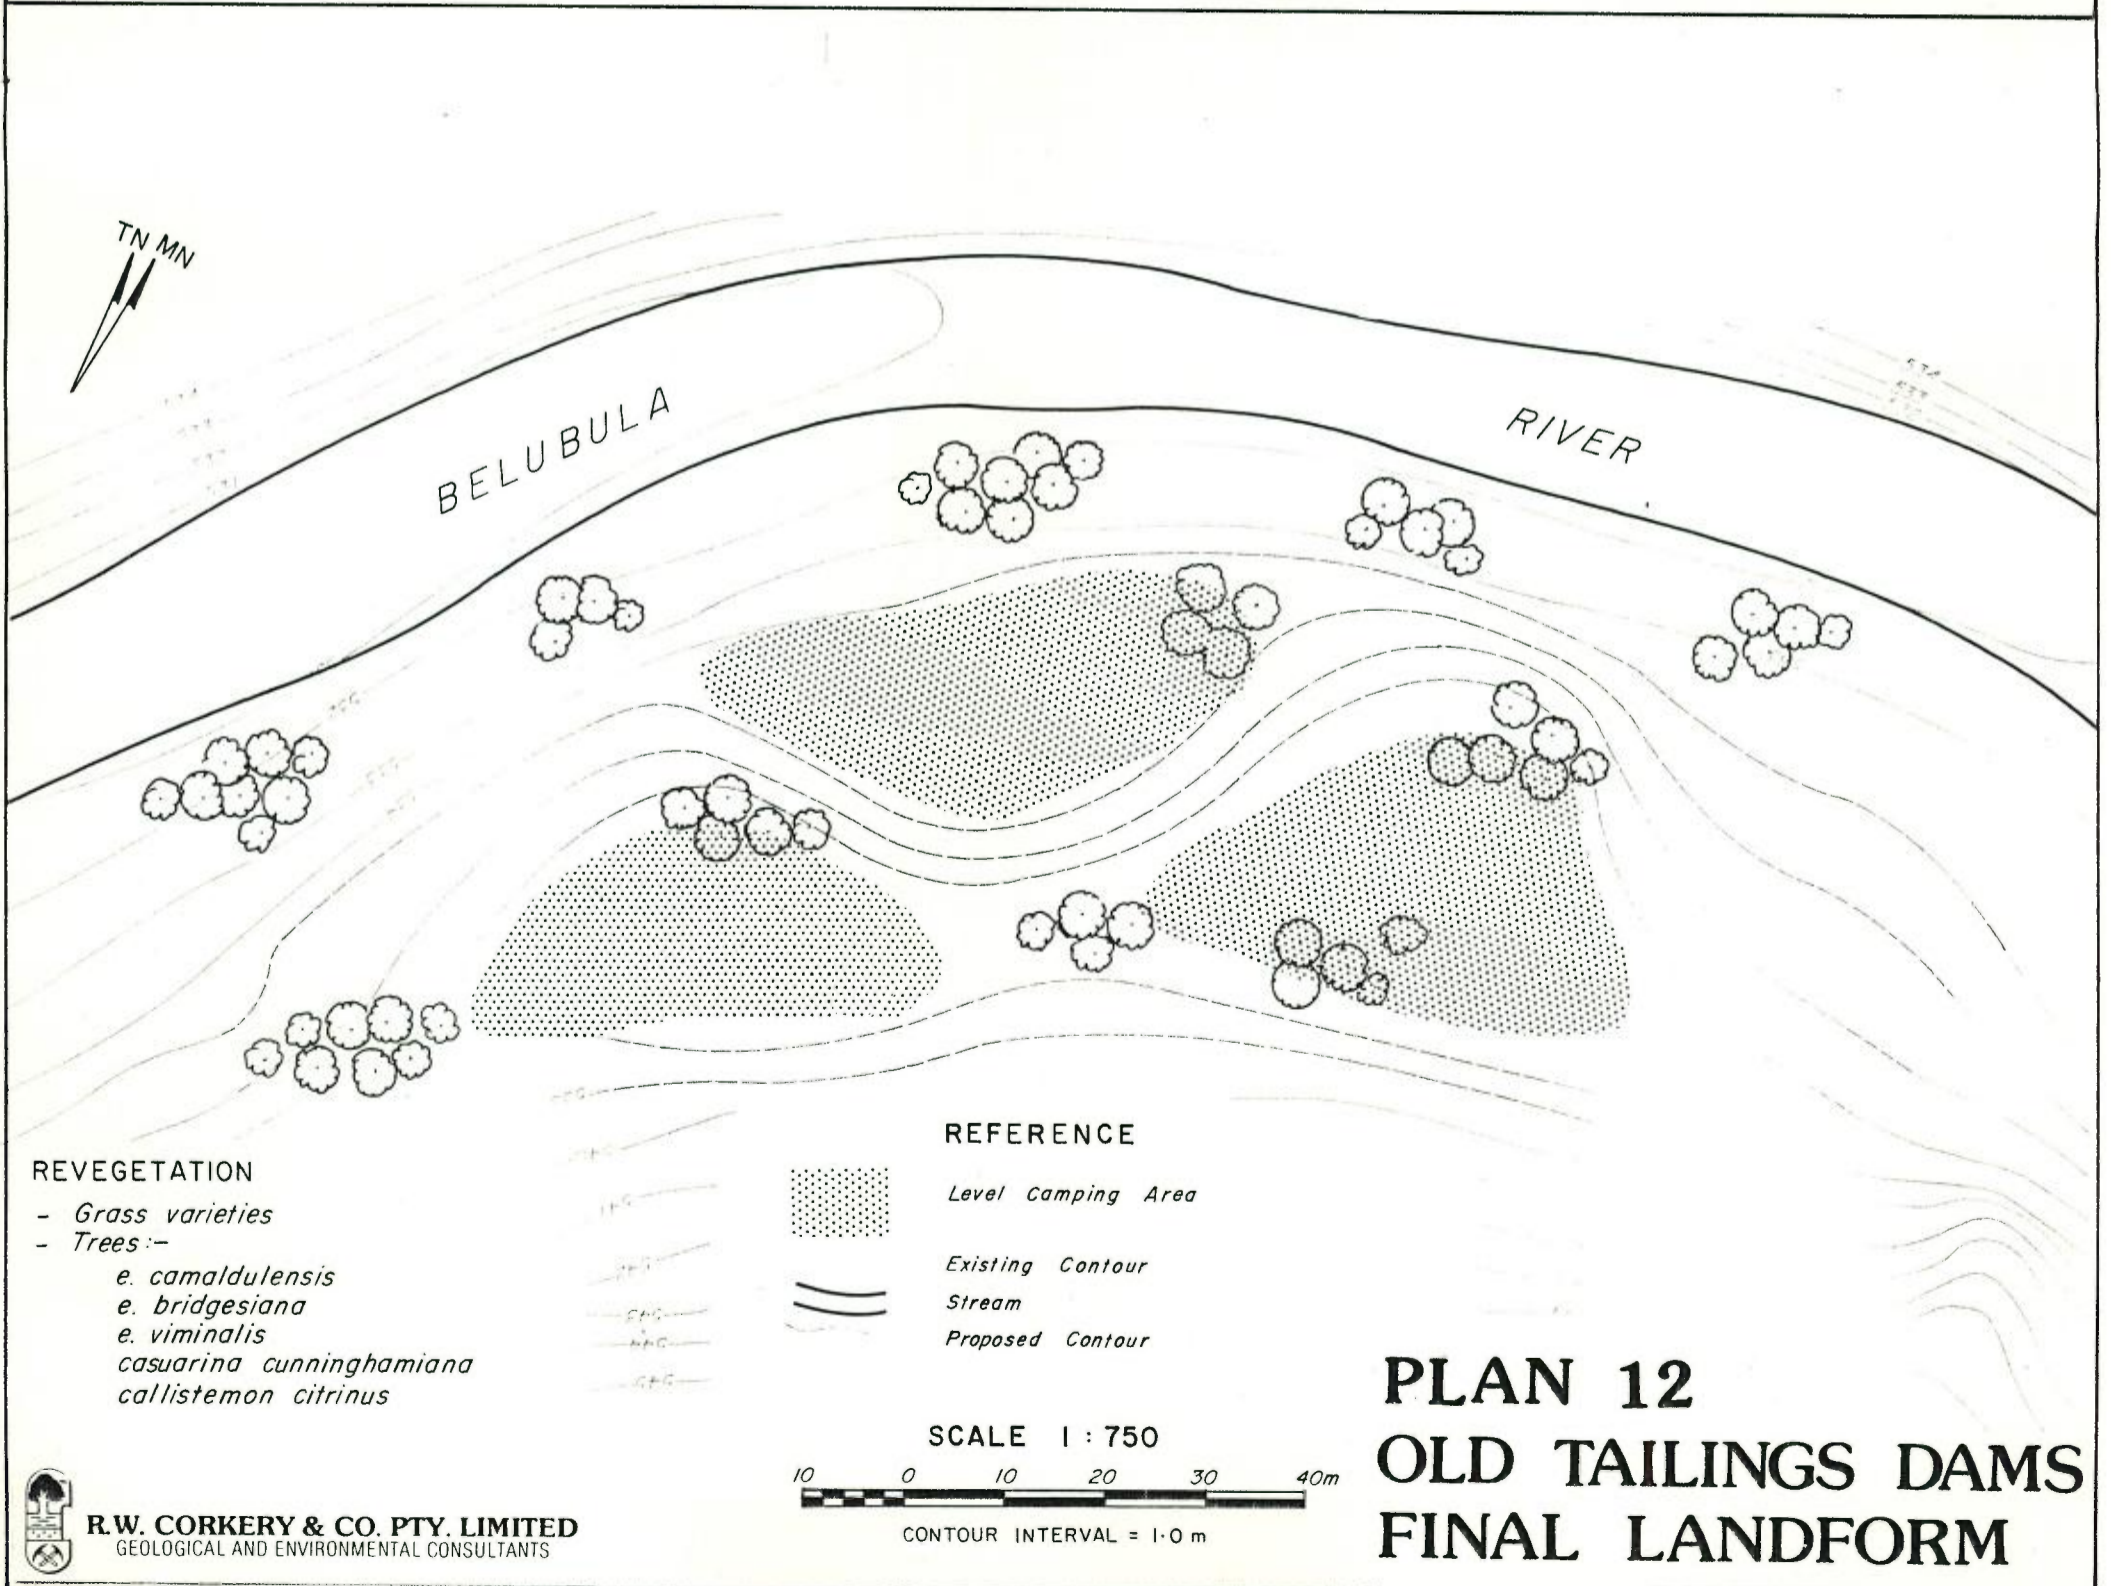 TN MN
BELUBULA
RIVER
534
533
REVEGETATION
- Grass varieties
- Trees :-
e. camaldulensis
e. bridgesiana
e. viminalis
casuarina cunninghamiana
callistemon citrinus
REFERENCE
Level Camping Area
Existing Contour
Stream
Proposed Contour
SCALE 1 : 750
10 0 10 20 30 40m
CONTOUR INTERVAL = 1·0 m
R.W. CORKERY & CO. PTY. LIMITED
GEOLOGICAL AND ENVIRONMENTAL CONSULTANTS
PLAN 12
OLD TAILINGS DAMS
FINAL LANDFORM